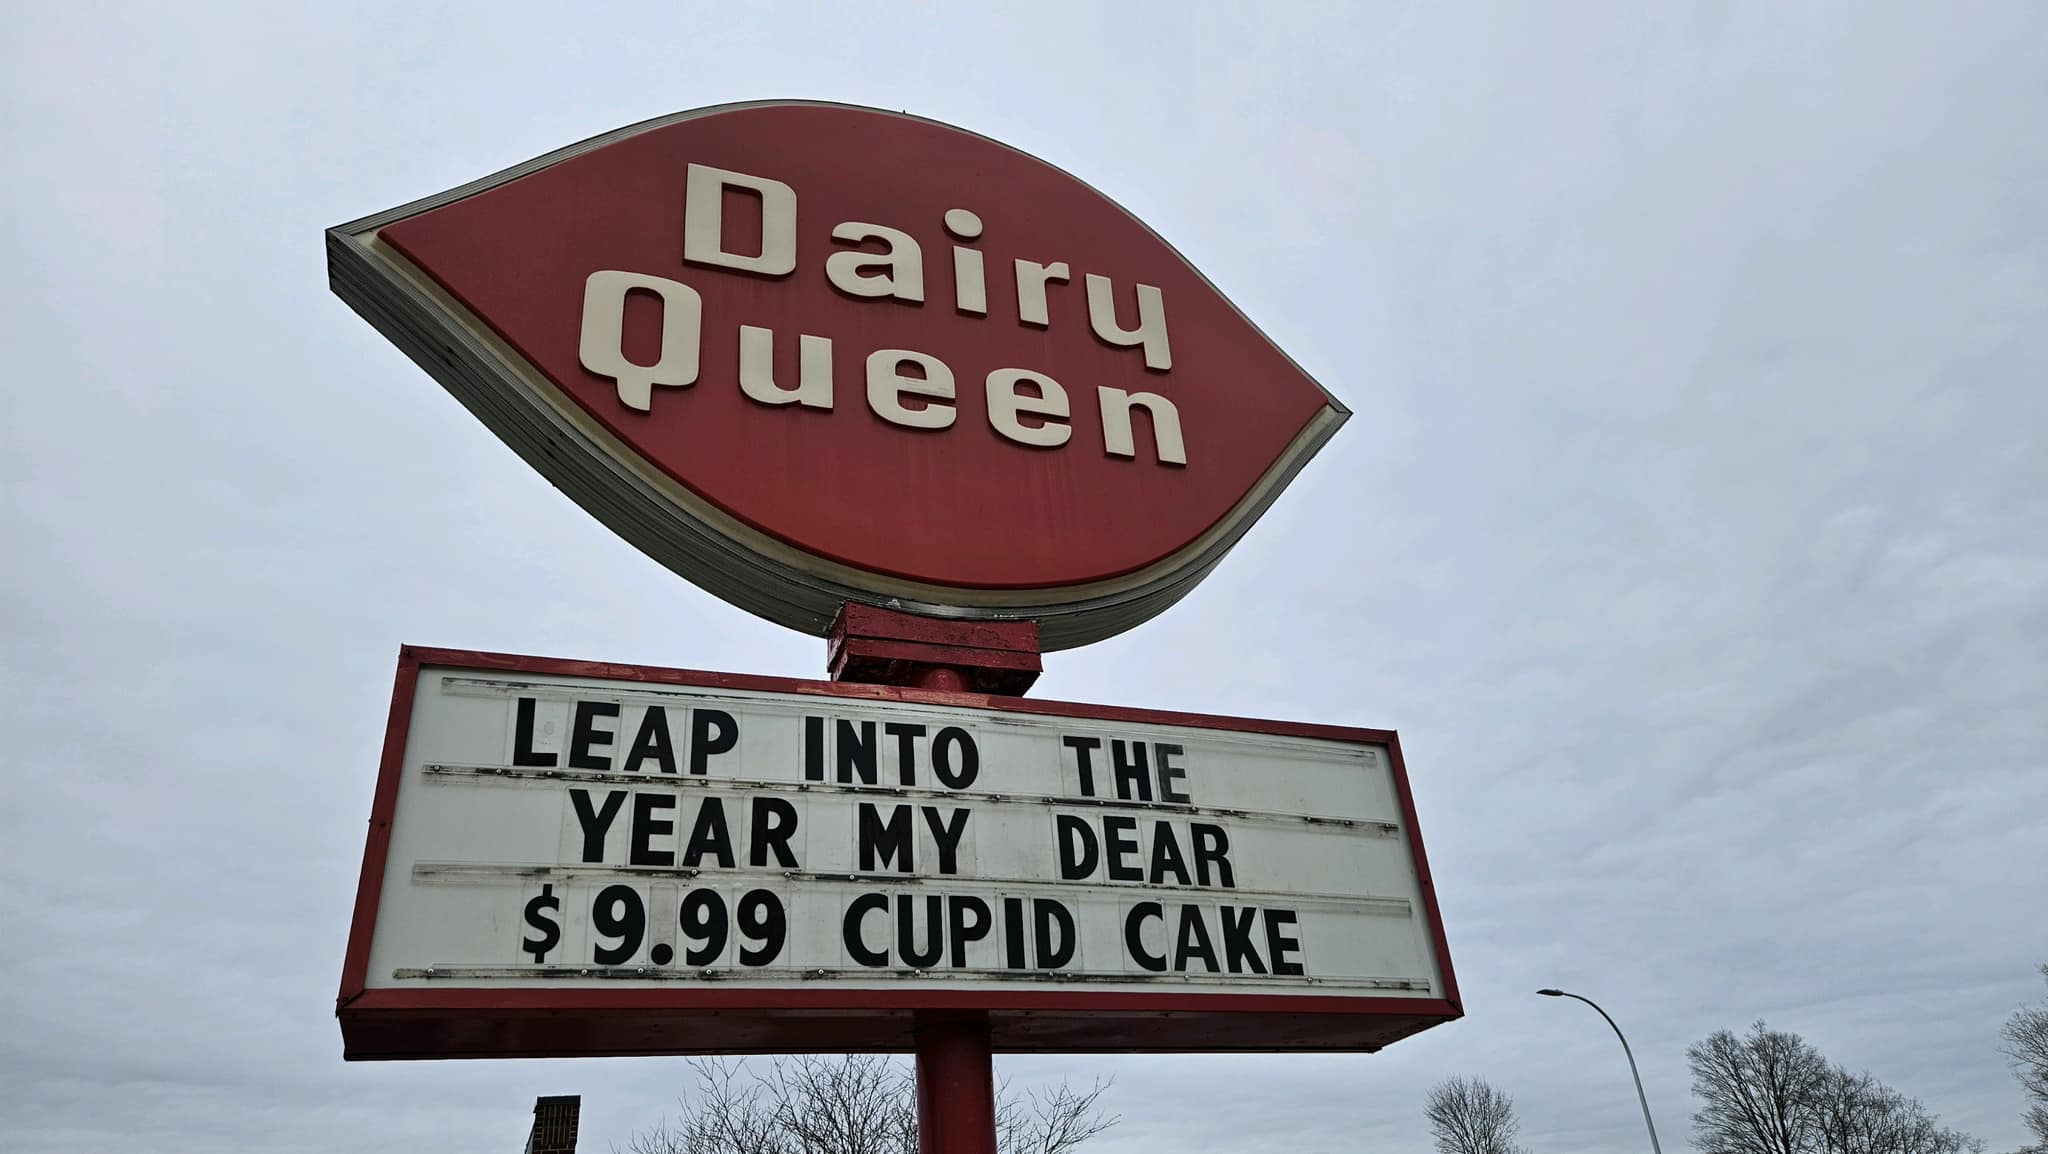 Dairy
Queen
LEAP INTO THE
YEAR MY DEAR
$9.99 CUPID CAKE